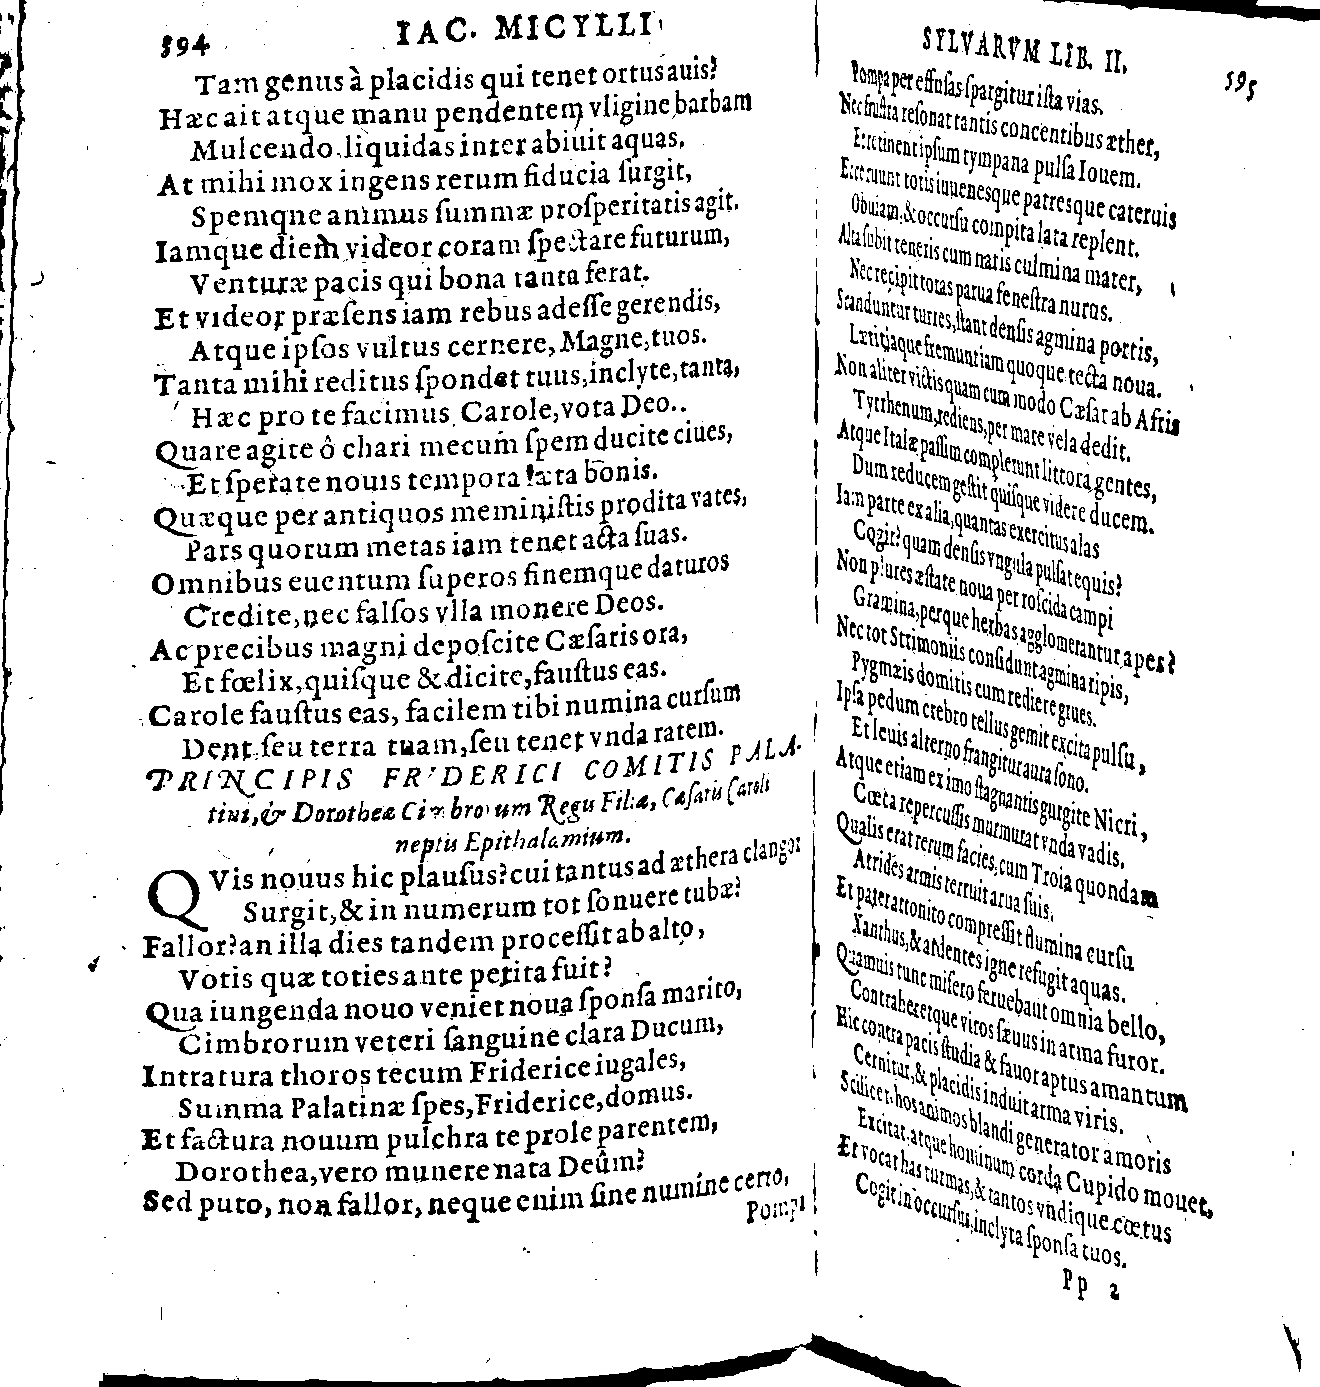 594 IAC. MICYLLI
Tam genus à placidis qui tenet ortus auis?
Hæc ait atque manu pendentem vligine barbam
Mulcendo liquidas inter abiuit aquas.
At mihi mox ingens rerum fiducia ſurgit,
Spemqne animus ſummæ proſperitatis agit.
Iamque diem videor coram ſpectare futurum,
Venturæ pacis qui bona tanta ferat.
Et videor præſens iam rebus adeſſe gerendis,
Atque ipſos vultus cernere, Magne, tuos.
Tanta mihi reditus ſpondet tuus, inclyte, tanta,
Hæc pro te facimus Carole, vota Deo.
Quare agite ô chari mecum ſpem ducite ciues,
Et ſperate nouis tempora læta bonis.
Quæque per antiquos meminiſtis prodita vates,
Pars quorum metas iam tenet acta ſuas.
Omnibus euentum ſuperos finemque daturos
Credite, nec falſos vlla monere Deos.
Ac precibus magni depoſcite Cæſaris ora,
Et fœlix, quiſque & dicite, fauſtus eas.
Carole fauſtus eas, facilem tibi numina curſum
Dent ſeu terra tuam, ſeu tenet vnda ratem.
PRINCIPIS FRIDERICI COMITIS PALA-
tini, & Dorotheæ Cimbrorum Regis Filiæ, Cæſaris Caroli
neptis Epithalamium.
QVis nouus hic plauſus? cui tantus ad æthera clangor
Surgit, & in numerum tot ſonuere tubæ?
Fallor? an illa dies tandem proceſſit ab alto,
Votis quæ toties ante petita fuit?
Qua iungenda nouo veniet noua ſponſa marito,
Cimbrorum veteri ſanguine clara Ducum,
Intratura thoros tecum Friderice iugales,
Summa Palatinæ ſpes, Friderice, domus.
Et factura nouum pulchra te prole parentem,
Dorothea, vero munere nata Deûm?
Sed puto, non fallor, neque enim ſine numine certo,
Pompa
SYLVARVM LIB. II. 595
Pompa per effuſas ſpargitur iſta vias.
Nec fruſtra reſonat tantis concentibus æther,
Et retinent ipſum tympana pulſa Iouem.
Ecce ruunt totis iuuenesque patresque cateruis
Obuiam, & occurſu compita lata replent.
Alta ſubit teneris cum natis culmina mater,
Nec recipit totas parua feneſtra nurus.
Scanduntur turres, ſtant denſis agmina portis,
Lætitiaque fremunt iam quoque tecta noua.
Non aliter victis quam cum modo Cæſar ab Afris
Tyrrhenum, rediens, per mare vela dedit.
Atque Italæ paſſim complerunt littora gentes,
Dum reducem geſtit quiſque videre ducem.
Iam parte ex alia, quantas exercitus alas
Cogit? quam denſis vngula pulſat equis?
Non plures æſtate noua per roſcida campi
Gramina, perque herbas agglomerantur apes?
Nec tot Strimoniis conſidunt agmina ripis,
Pygmæis domitis cum rediere grues.
Ipſa pedum crebro tellus gemit excita pulſu,
Et leuis alterno frangitur aura ſono.
Atque etiam ex imo ſtagnantis gurgite Nicri,
Cœta repercuſſis murmurat vnda vadis.
Qualis erat rerum facies, cum Troia quondam
Atrides armis terruit arua ſuis.
Et pater attonito compreſſit flumina curſu
Xanthus, & ardentes igne refugit aquas.
Quamuis tunc miſero feruebant omnia bello,
Contraheretque viros ſæuus in arma furor.
Hic contra pacis ſtudia & fauor aptus amantum
Cernitur, & placidis induit arma viris.
Scilicet hos animos blandi generator amoris
Excitat, atque hominum corda Cupido mouet,
Et vocat has turmas, & tantos vndique cœtus
Cogit in occurſus, inclyta ſponſa tuos.
Pp 2